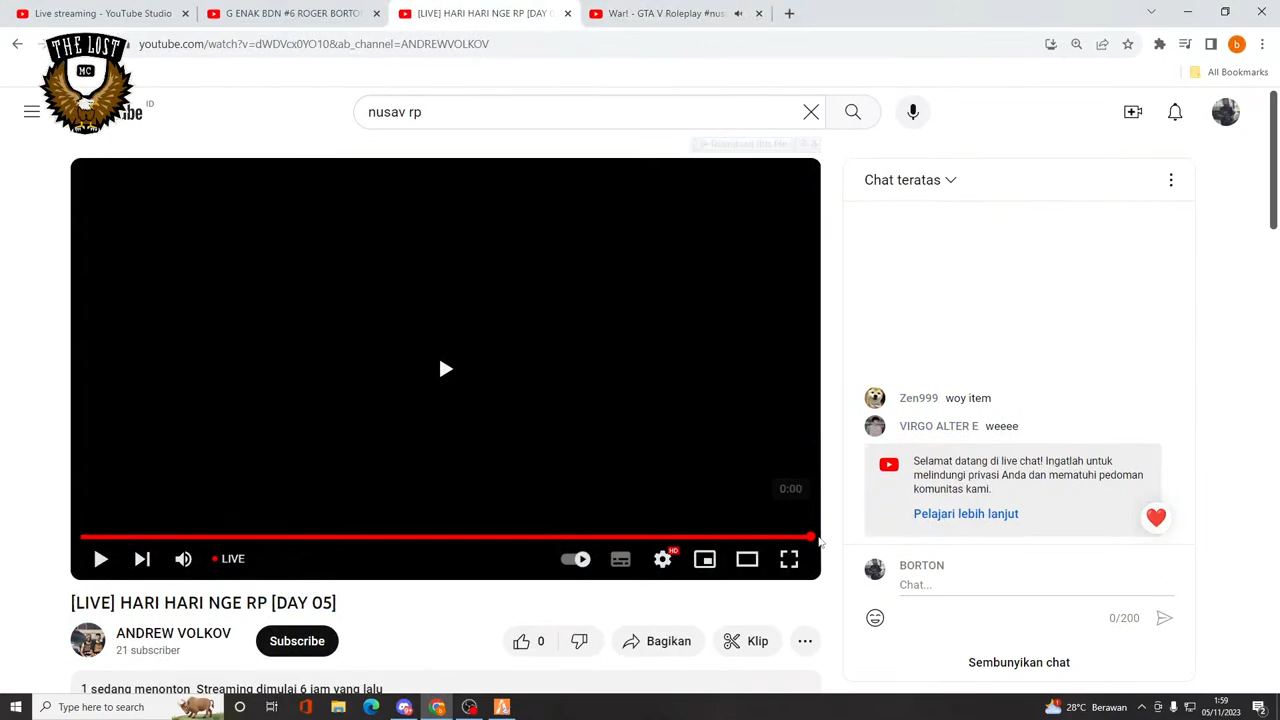 Live streaming - YouTube Studio
G ENAK BDN #6 ROGER BORTO
[LIVE] HARI HARI NGE RP [DAY 0
War! - GTA V Roleplay #nus
youtube.com/watch?v=dWDVcx0YO10&ab_channel=ANDREWVOLKOV
b
All Bookmarks
THE LOST
MC
be
ID
nusav rp
Chat teratas
Zen999 woy item
VIRGO ALTER E weeee
Selamat datang di live chat! Ingatlah untuk
melindungi privasi Anda dan mematuhi pedoman
komunitas kami.
Pelajari lebih lanjut
0:00
LIVE
HD
BORTON
Chat...
0/200
Sembunyikan chat
[LIVE] HARI HARI NGE RP [DAY 05]
ANDREW VOLKOV
21 subscriber
Subscribe
0
Bagikan
Klip
1 sedang menonton Streaming dimulai 6 jam yang lalu
Type here to search
28°C Berawan
1:59
05/11/2023
2